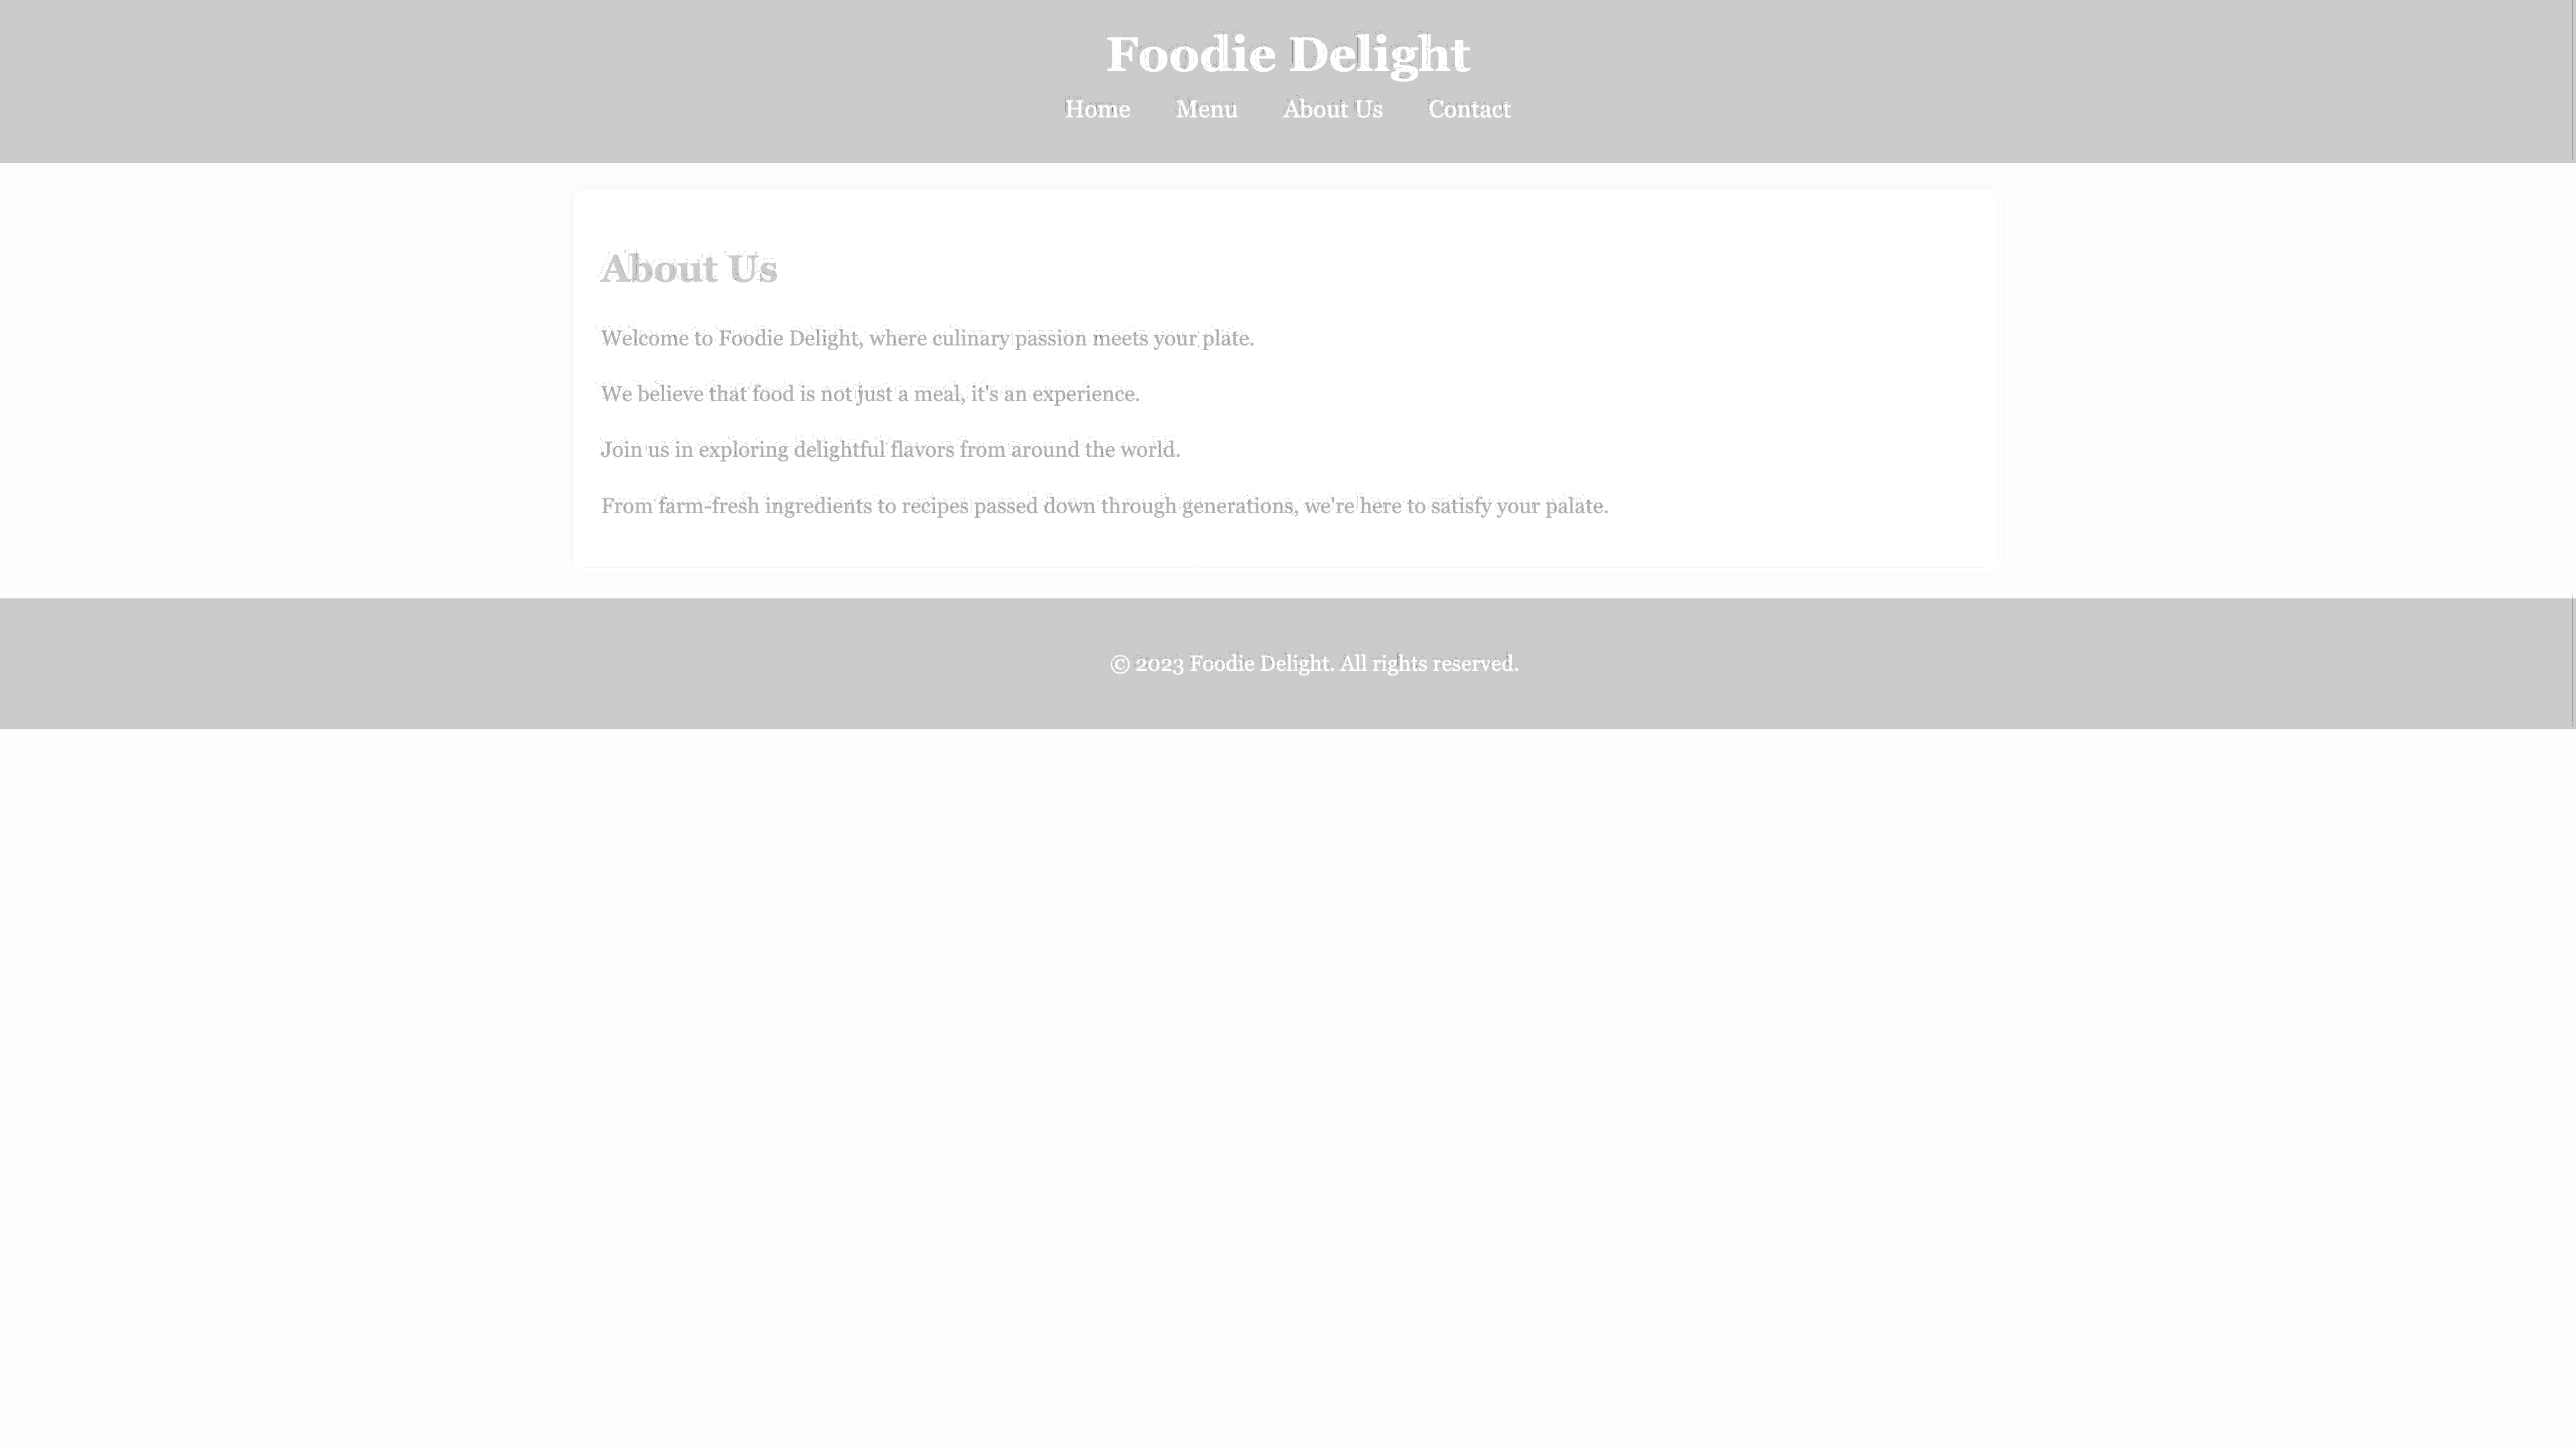 Foodie Delight
Home Menu About Us Contact
About Us
Welcome to Foodie Delight, where culinary passion meets your plate.
We believe that food is not just a meal, it's an experience.
Join us in exploring delightful flavors from around the world.
From farm-fresh ingredients to recipes passed down through generations, we're here to satisfy your palate.
© 2023 Foodie Delight. All rights reserved.